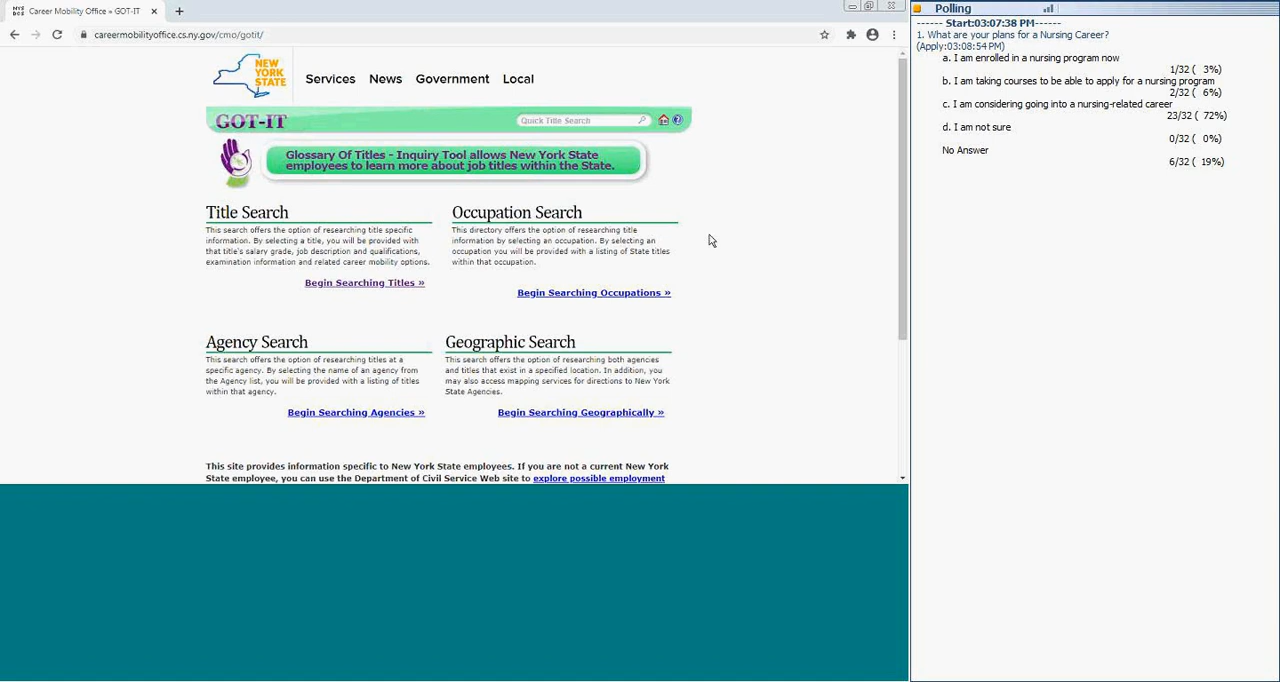 NYS
DCS
Career Mobility Office » GOT-IT
careermobilityoffice.cs.ny.gov/cmo/gotit/
NEW
YORK
STATE
Services
News
Government
Local
GOT-IT
Quick Title Search
Glossary Of Titles - Inquiry Tool allows New York State
employees to learn more about job titles within the State.
Title Search
This search offers the option of researching title specific
information. By selecting a title, you will be provided with
that title's salary grade, job description and qualifications,
examination information and related career mobility options.
Begin Searching Titles »
Occupation Search
This directory offers the option of researching title
information by selecting an occupation. By selecting an
occupation you will be provided with a listing of State titles
within that occupation.
Begin Searching Occupations »
Agency Search
This search offers the option of researching titles at a
specific agency. By selecting the name of an agency from
the Agency list, you will be provided with a listing of titles
within that agency.
Begin Searching Agencies »
Geographic Search
This search offers the option of researching both agencies
and titles that exist in a specified location. In addition, you
may also access mapping services for directions to New York
State Agencies.
Begin Searching Geographically »
This site provides information specific to New York State employees. If you are not a current New York
State employee, you can use the Department of Civil Service Web site to explore possible employment
Polling
------ Start:03:07:38 PM------
1. What are your plans for a Nursing Career?
(Apply:03:08:54 PM)
a. I am enrolled in a nursing program now
1/32 ( 3%)
b. I am taking courses to be able to apply for a nursing program
2/32 ( 6%)
c. I am considering going into a nursing-related career
23/32 ( 72%)
d. I am not sure
0/32 ( 0%)
No Answer
6/32 ( 19%)